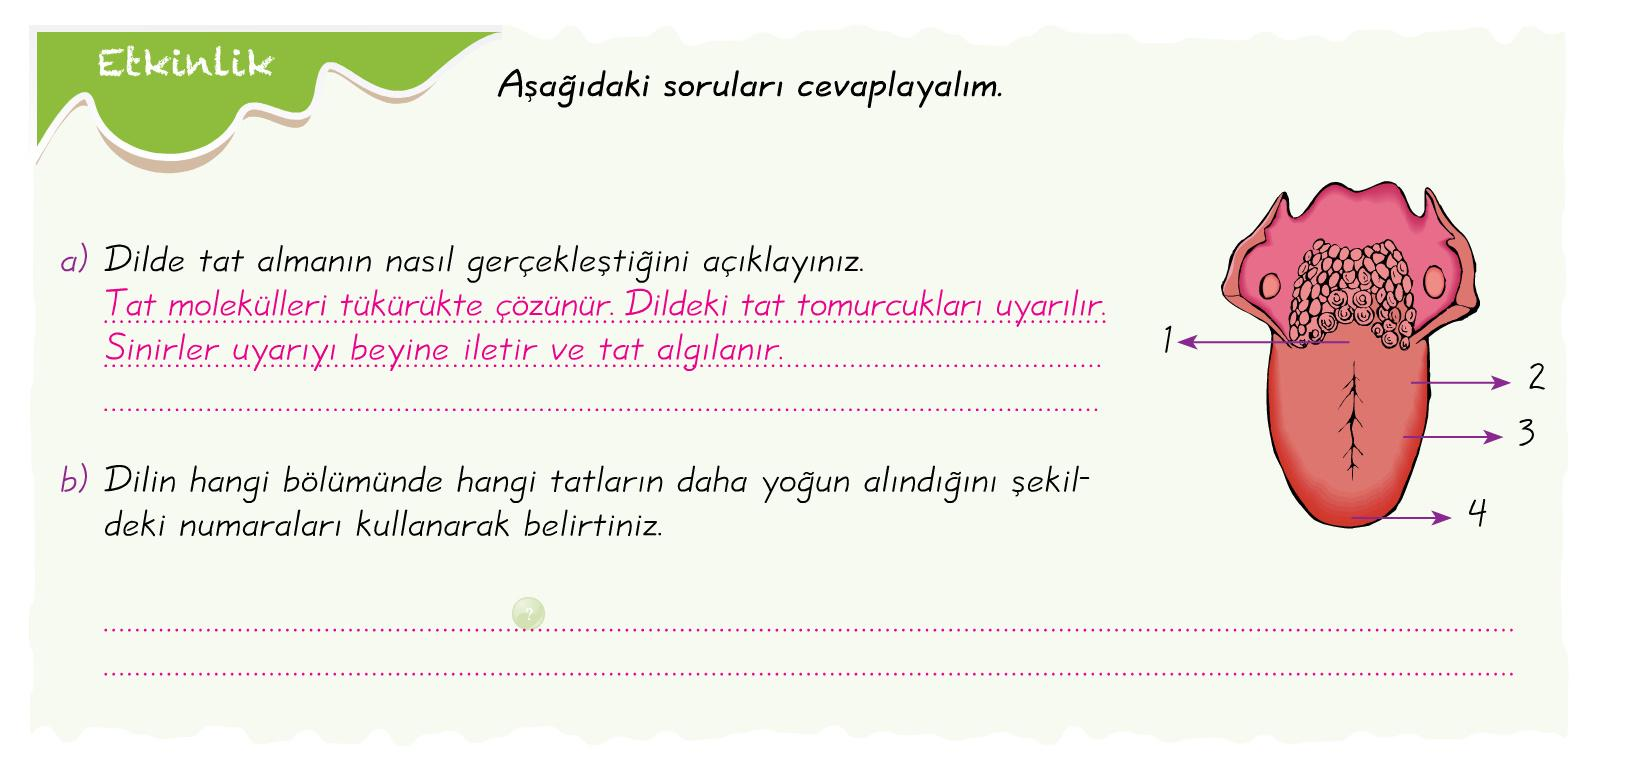 Etkinlik
Aşağıdaki soruları cevaplayalım.
a) Dilde tat almanın nasıl gerçekleştiğini açıklayınız.
Tat molekülleri tükürükte çözünür. Dildeki tat tomurcukları uyarılır.
Sinirler uyarıyı beyine iletir ve tat algılanır.
1
2
3
4
b) Dilin hangi bölümünde hangi tatların daha yoğun alındığını şekil-
deki numaraları kullanarak belirtiniz.
?